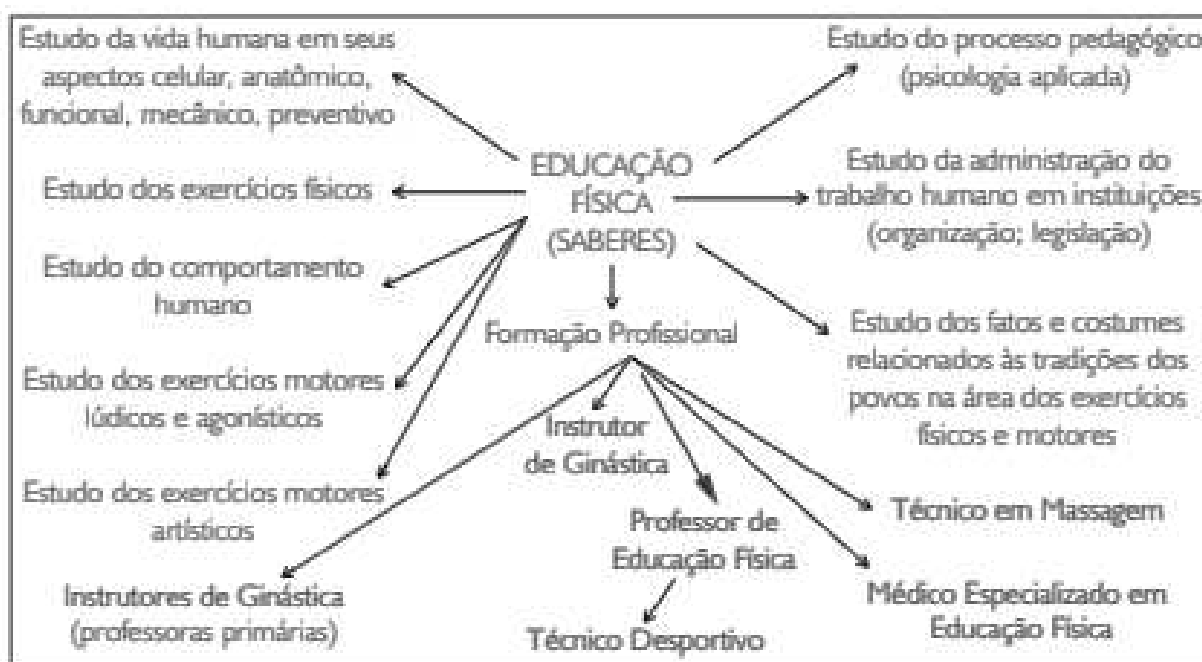 Estudo da vida humana em seus
aspectos celular, anatômico,
funcional, mecânico, preventivo
Estudo do processo pedagógico
(psicologia aplicada)
EDUCAÇÃO
FÍSICA
(SABERES)
Estudo da administração do
trabalho humano em instituições
(organização; legislação)
Estudo dos exercícios físicos
Estudo do comportamento
humano
Formação Profissional
Estudo dos fatos e costumes
relacionados às tradições dos
povos na área dos exercícios
físicos e motores
Estudo dos exercícios motores
lúdicos e agonísticos
Instrutor
de Ginástica
Estudo dos exercícios motores
artísticos
Professor de
Educação Física
Técnico em Massagem
Instrutores de Ginástica
(professoras primárias)
Técnico Desportivo
Médico Especializado em
Educação Física